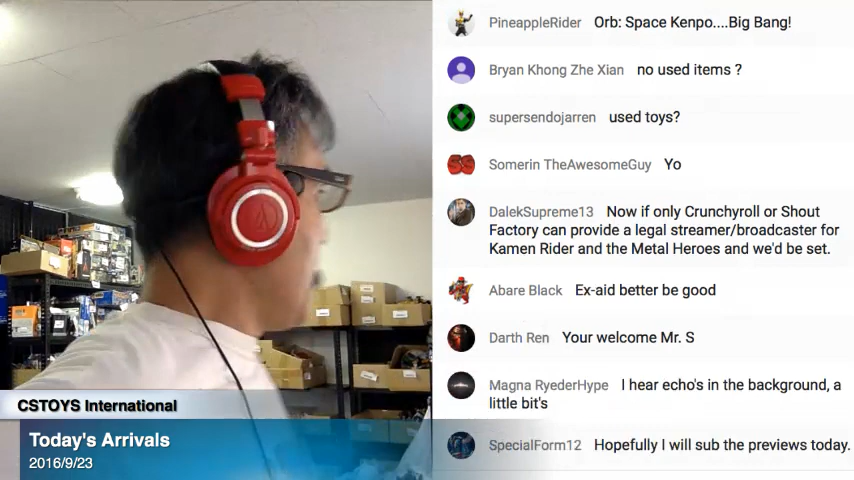 PineappleRider Orb: Space Kenpo....Big Bang!
Bryan Khong Zhe Xian no used items ?
supersendojarren used toys?
Somerin TheAwesomeGuy Yo
DalekSupreme13 Now if only Crunchyroll or Shout
Factory can provide a legal streamer/broadcaster for
Kamen Rider and the Metal Heroes and we'd be set.
Abare Black Ex-aid better be good
Darth Ren Your welcome Mr. S
Magna RyederHype I hear echo's in the background, a
little bit's
SpecialForm12 Hopefully I will sub the previews today.
CSTOYS International
Today's Arrivals
2016/9/23